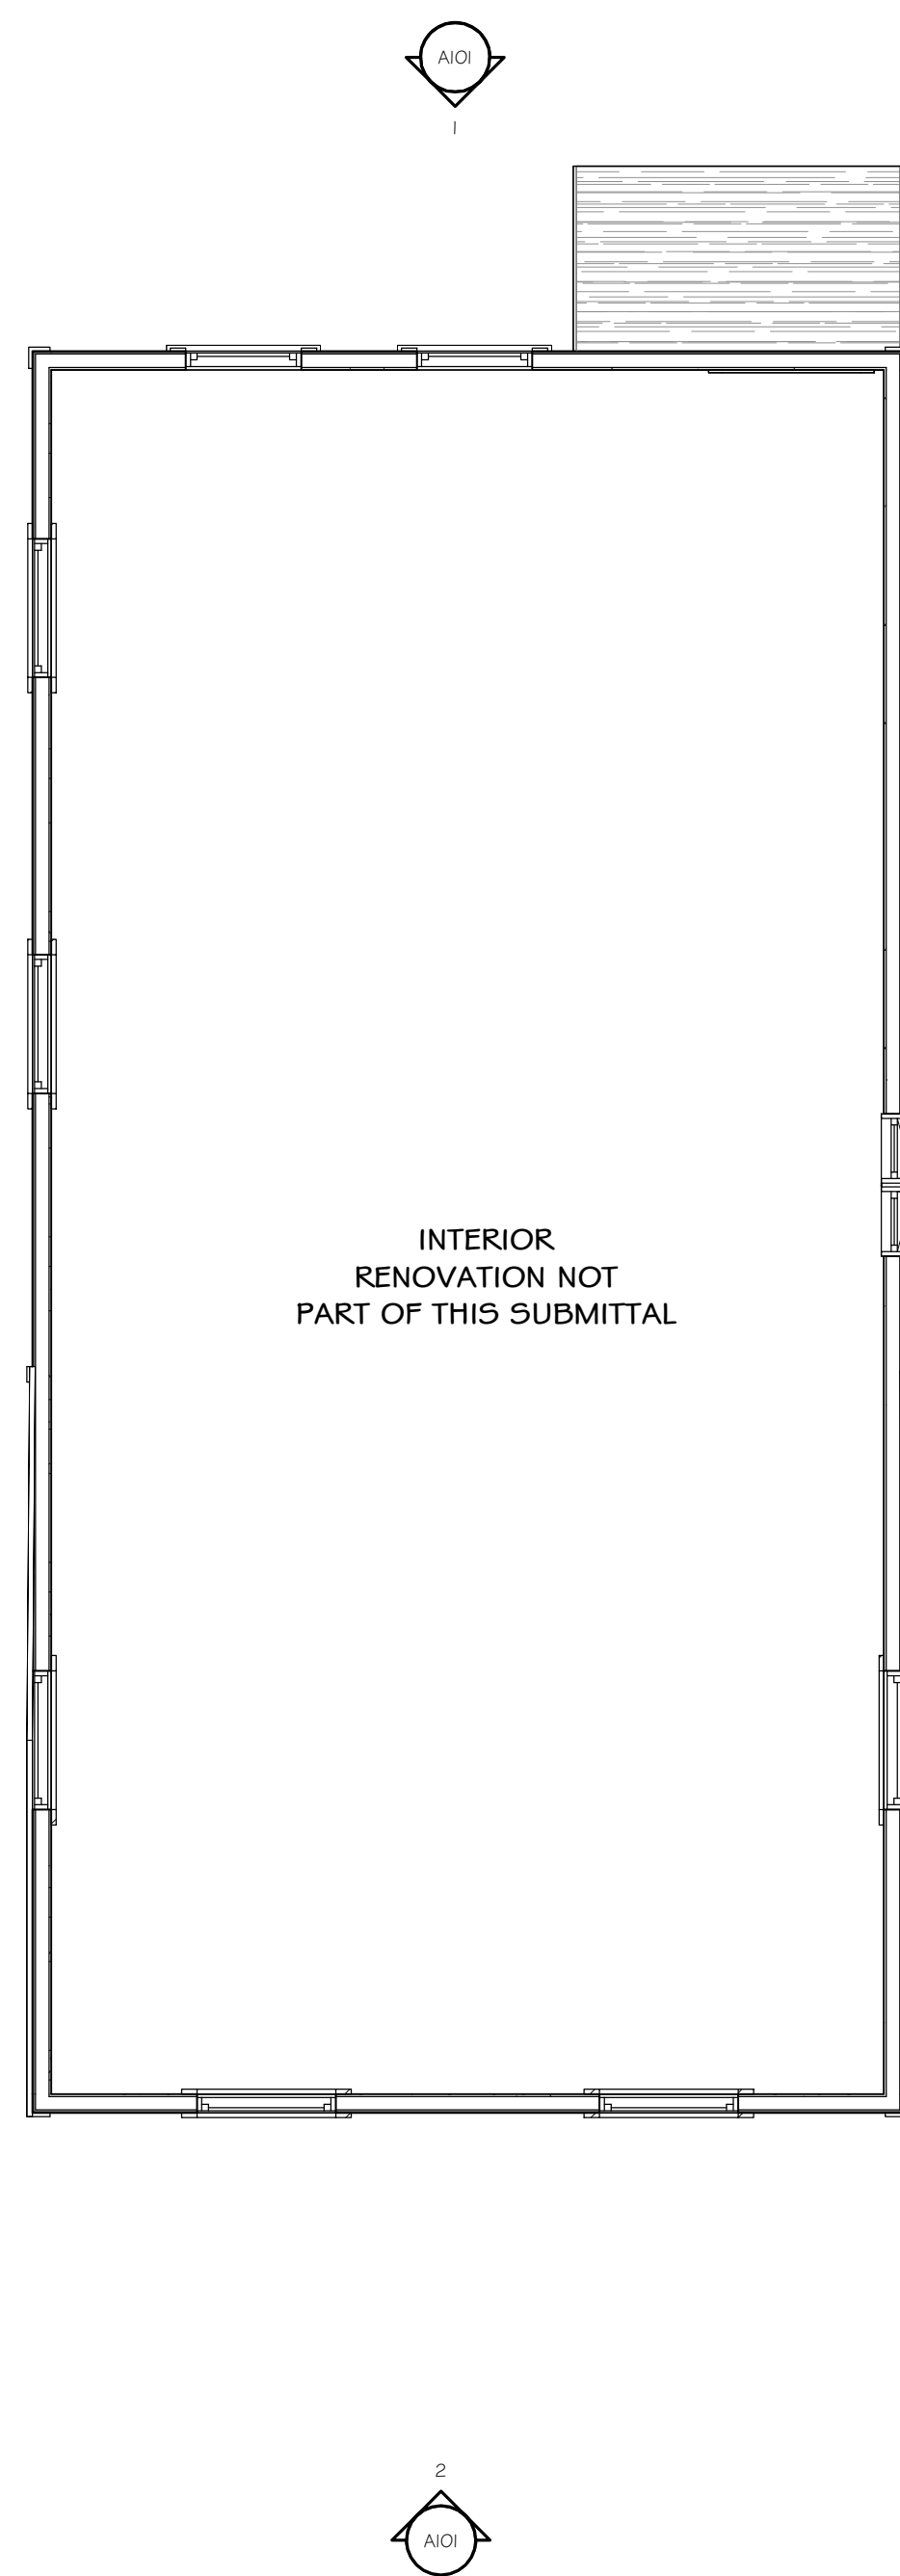 A101
1
INTERIOR
RENOVATION NOT
PART OF THIS SUBMITTAL
2
A101